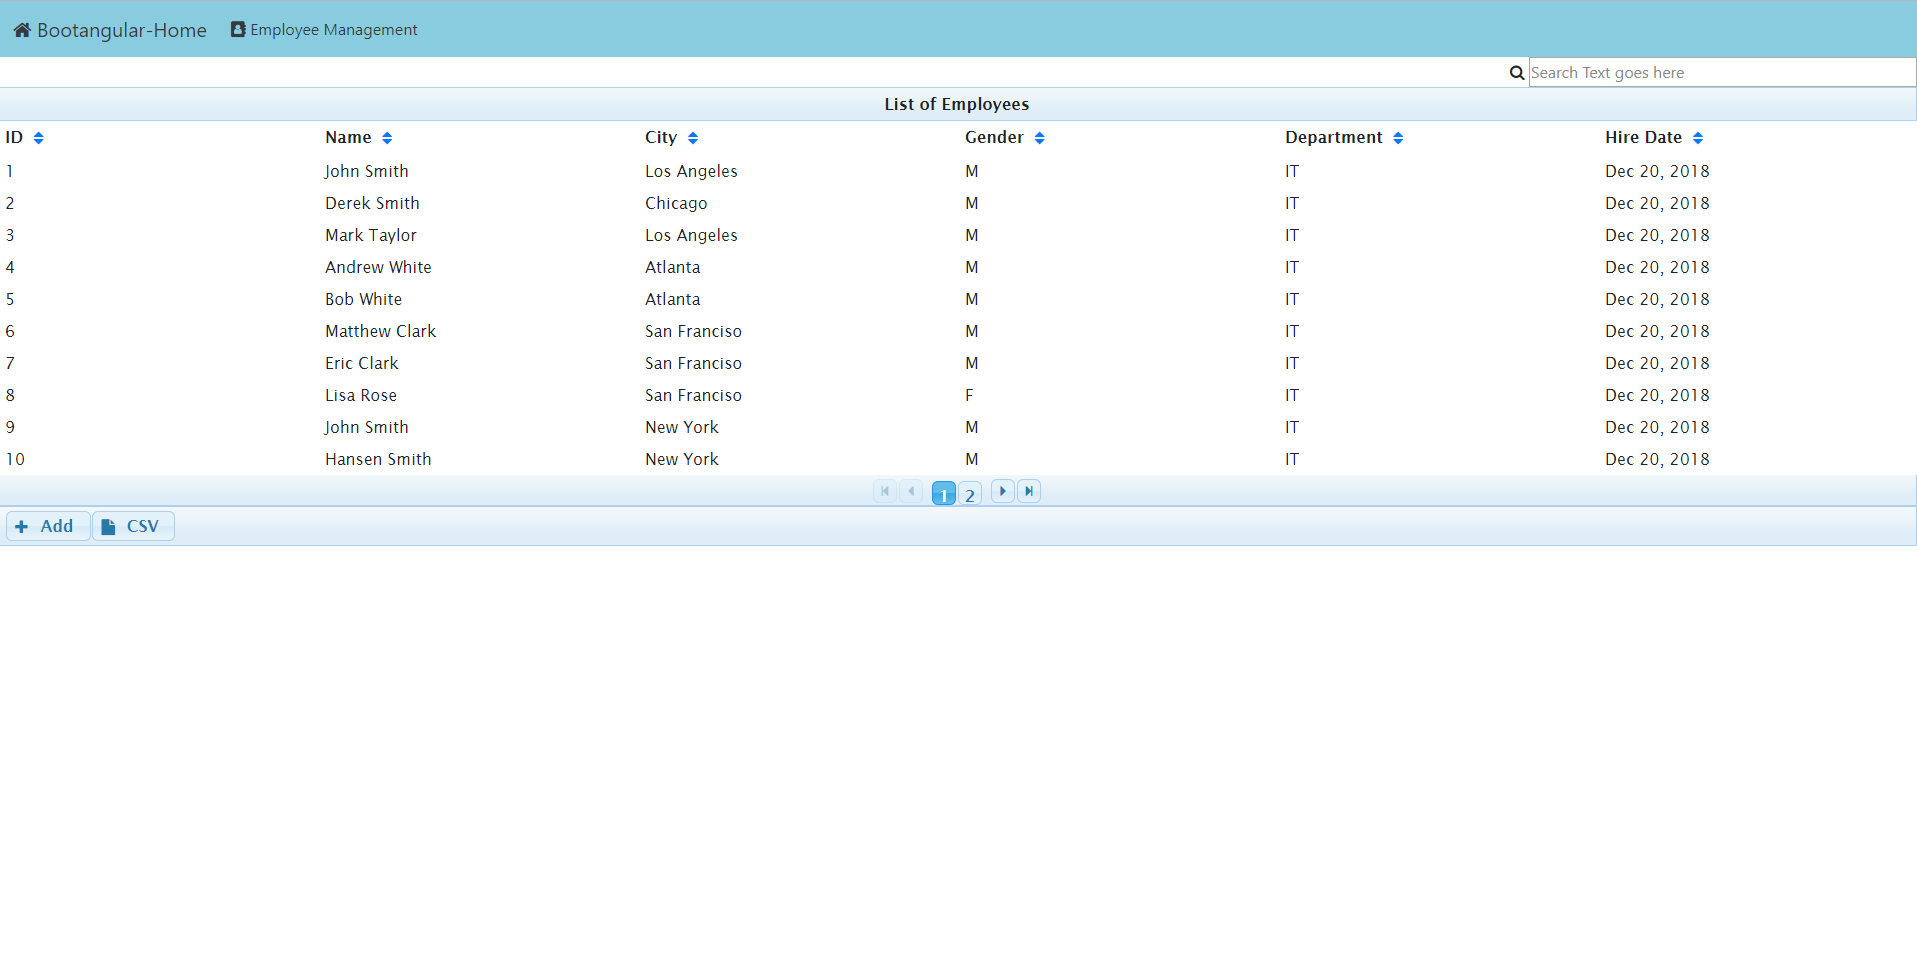 Bootangular-Home Employee Management
Search Text goes here
List of Employees
ID Name City Gender Department Hire Date
1 John Smith Los Angeles M IT Dec 20, 2018
2 Derek Smith Chicago M IT Dec 20, 2018
3 Mark Taylor Los Angeles M IT Dec 20, 2018
4 Andrew White Atlanta M IT Dec 20, 2018
5 Bob White Atlanta M IT Dec 20, 2018
6 Matthew Clark San Franciso M IT Dec 20, 2018
7 Eric Clark San Franciso M IT Dec 20, 2018
8 Lisa Rose San Franciso F IT Dec 20, 2018
9 John Smith New York M IT Dec 20, 2018
10 Hansen Smith New York M IT Dec 20, 2018
1 2
Add CSV